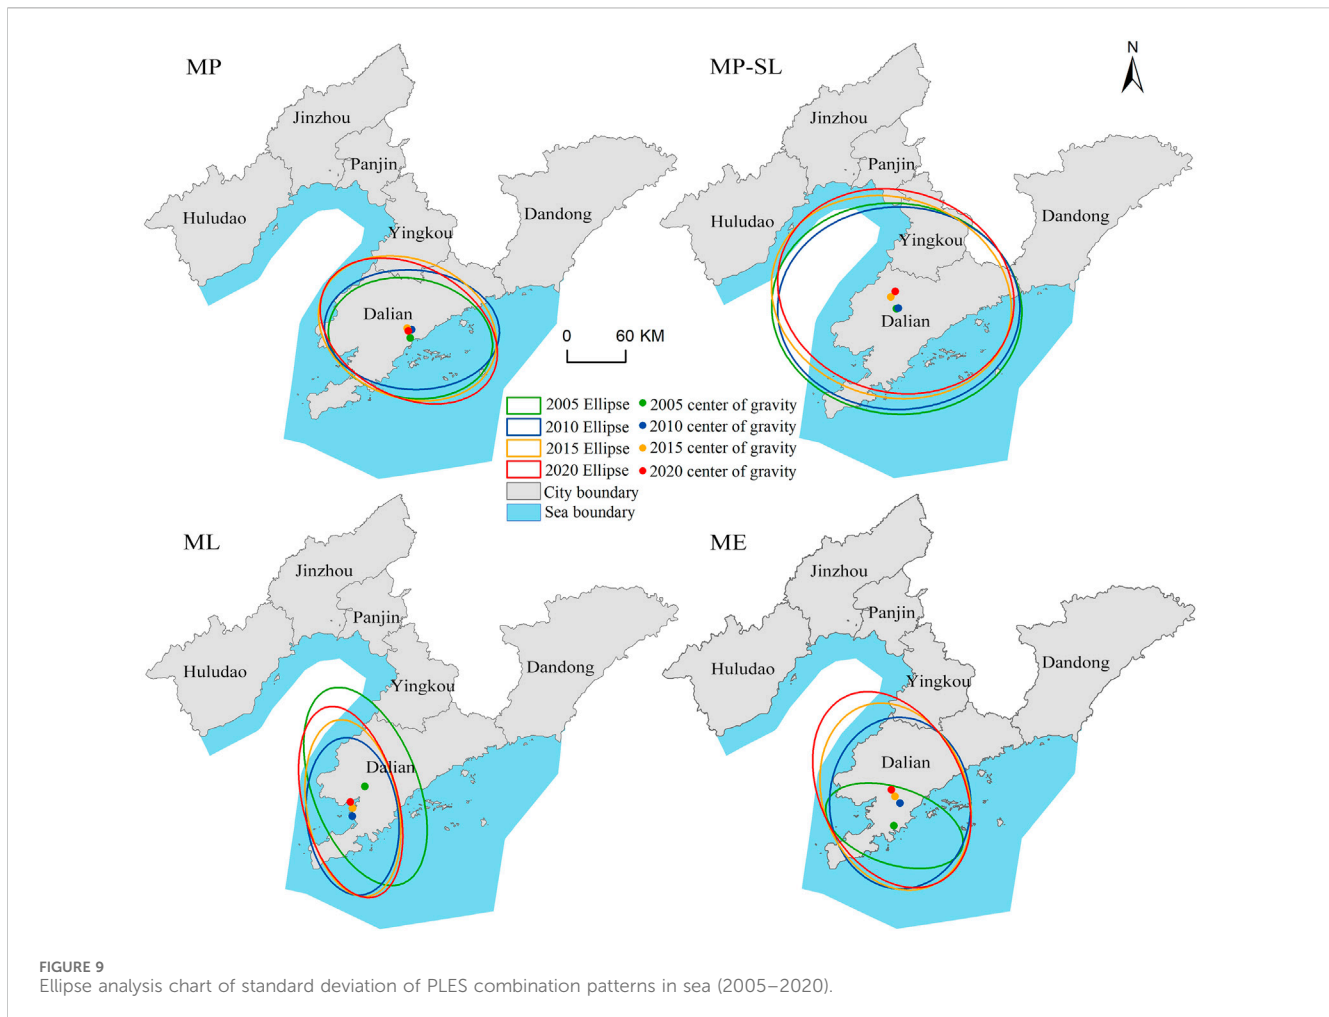 MP
Jinzhou
Panjin
Huludao
Yingkou
Dandong
Dalian
MP-SL
N
Jinzhou
Panjin
Huludao
Yingkou
Dandong
Dalian
0 60 KM
2005 Ellipse 2005 center of gravity
2010 Ellipse 2010 center of gravity
2015 Ellipse 2015 center of gravity
2020 Ellipse 2020 center of gravity
City boundary
Sea boundary
ML
Jinzhou
Panjin
Huludao
Yingkou
Dandong
Dalian
ME
Jinzhou
Panjin
Huludao
Yingkou
Dandong
Dalian
FIGURE 9
Ellipse analysis chart of standard deviation of PLES combination patterns in sea (2005–2020).